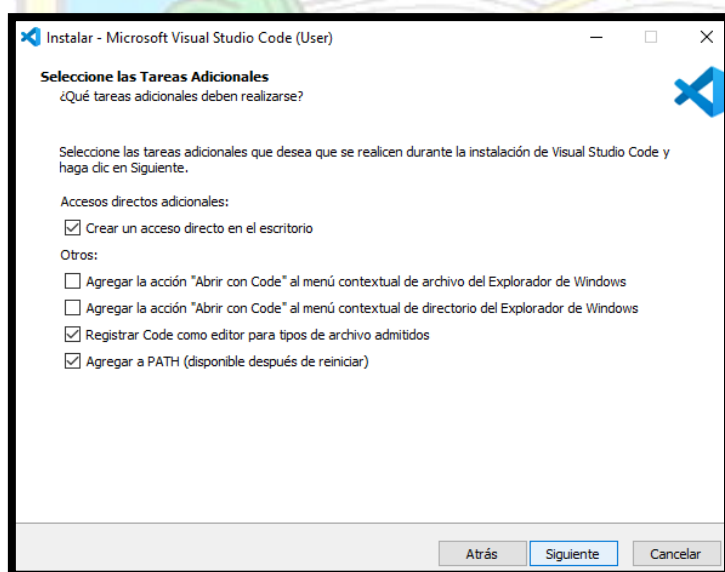 Instalar - Microsoft Visual Studio Code (User)
Seleccione las Tareas Adicionales
¿Qué tareas adicionales deben realizarse?
Seleccione las tareas adicionales que desea que se realicen durante la instalación de Visual Studio Code y
haga clic en Siguiente.
Accesos directos adicionales:
Crear un acceso directo en el escritorio
Otros:
Agregar la acción "Abrir con Code" al menú contextual de archivo del Explorador de Windows
Agregar la acción "Abrir con Code" al menú contextual de directorio del Explorador de Windows
Registrar Code como editor para tipos de archivo admitidos
Agregar a PATH (disponible después de reiniciar)
Atrás Siguiente Cancelar